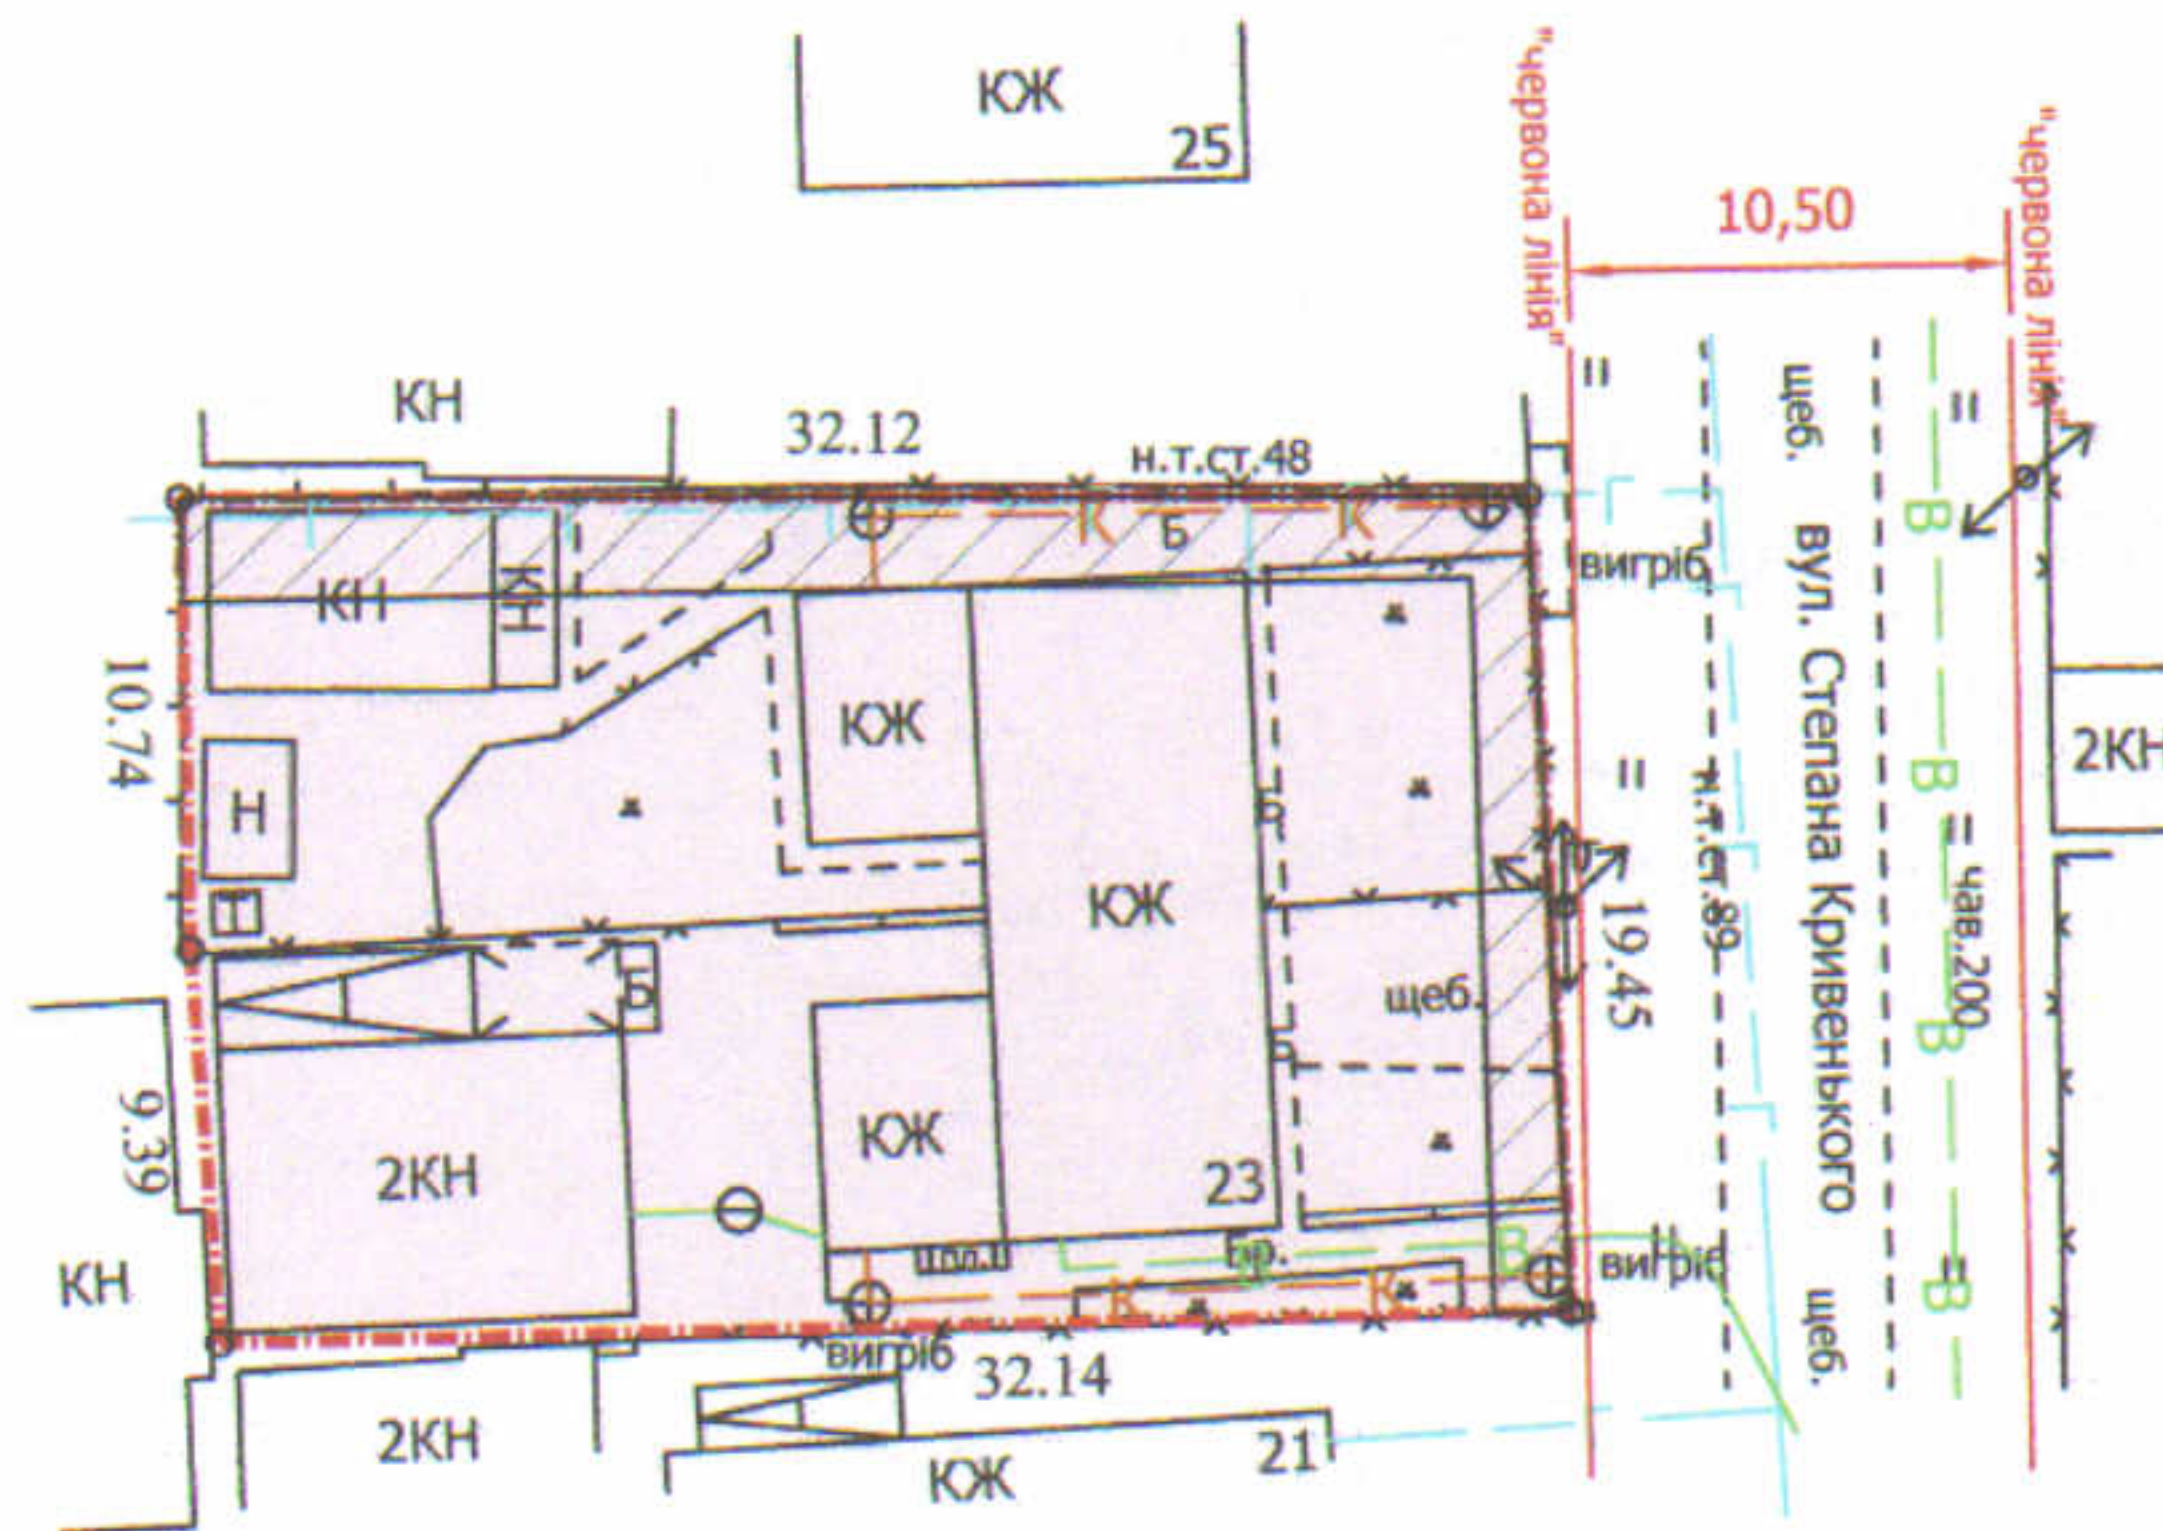 КЖ
25
"червона лінія"
"червона лінія"
10,50
КН
32.12
н.т.ст.48
=
=
щеб.
К
Б
К
В
вигріб
КН
КН
вул. Степана Кривенького
10.74
КЖ
Н
КЖ
=
н.т.ст.89
В
2КН
=
чав.200
19.45
Б
щеб.
В
9.39
2КН
КЖ
23
КН
пл.
В
вигріб
В
К
К
щеб.
вигріб
32.14
2КН
КЖ
21